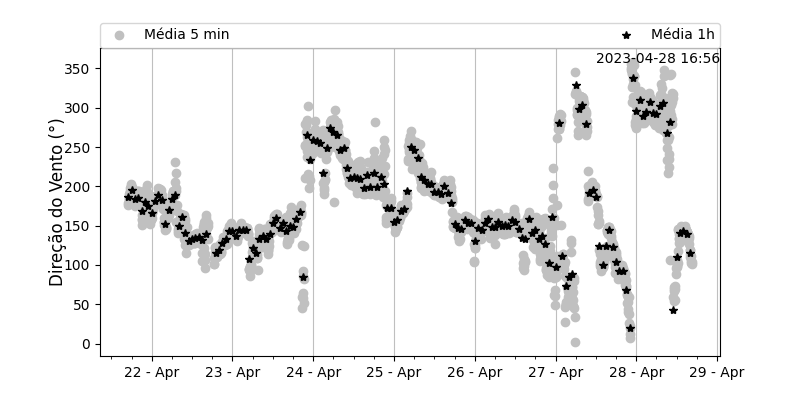 Média 5 min
Média 1h
2023-04-28 16:56
Direção do Vento (°)
350
300
250
200
150
100
50
0
22 - Apr
23 - Apr
24 - Apr
25 - Apr
26 - Apr
27 - Apr
28 - Apr
29 - Apr